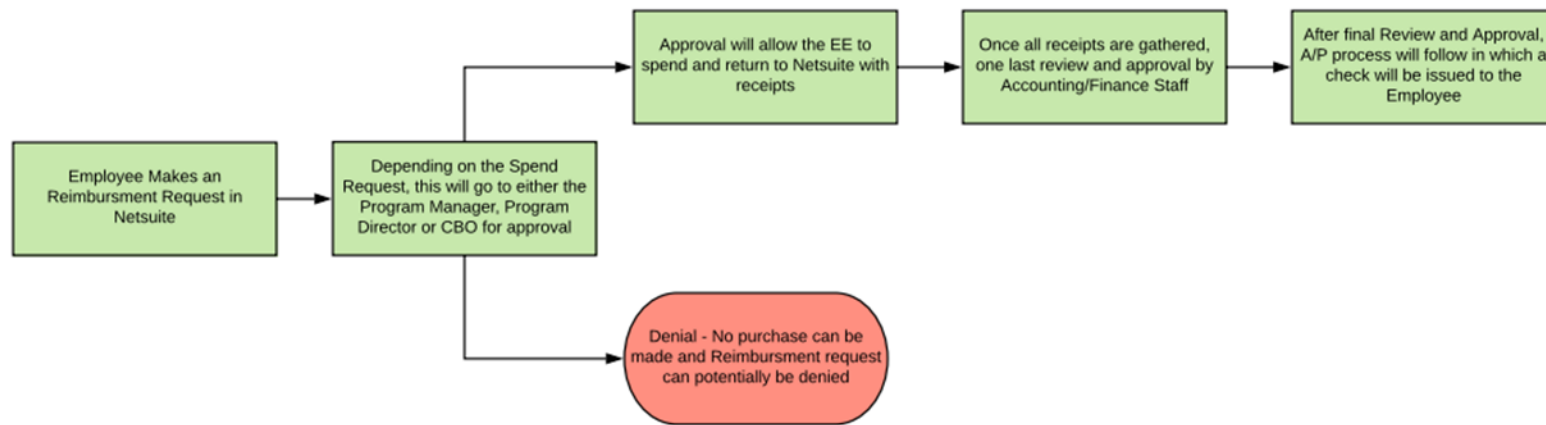 Employee Makes an
Reimbursment Request in
Netsuite
Depending on the Spend
Request, this will go to either the
Program Manager, Program
Director or CBO for approval
Approval will allow the EE to
spend and return to Netsuite with
receipts
Once all receipts are gathered,
one last review and approval by
Accounting/Finance Staff
After final Review and Approval,
A/P process will follow in which a
check will be issued to the
Employee
Denial - No purchase can be
made and Reimbursment request
can potentially be denied